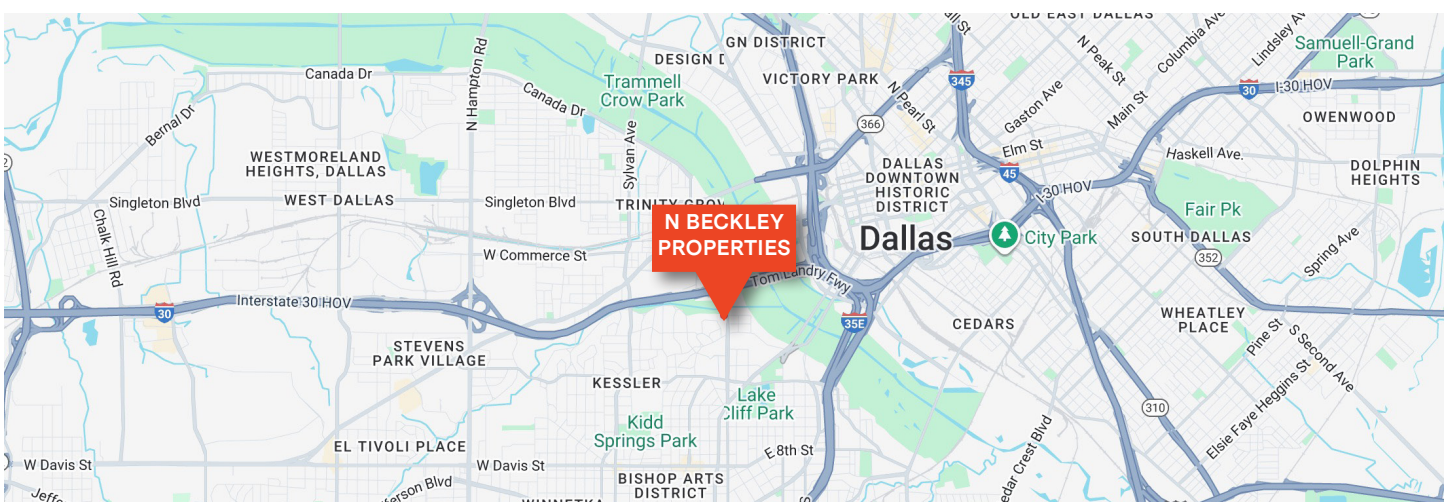 OLD EAST DALLAS
GN DISTRICT
DESIGN D
VICTORY PARK
Trammell
Crow Park
Canada Dr
Canada Dr
N Hampton Rd
Bernal Dr
N Pearl St
345
366
Gaston Ave
N Peak St
Columbia Ave
Lindsley Av
Main St
Elm St
Samuell-Grand
Park
30
I-30 HOV
OWENWOOD
Haskell Ave.
DOLPHIN
HEIGHTS
WESTMORELAND
HEIGHTS, DALLAS
Sylvan Ave
DALLAS
DOWNTOWN
HISTORIC
DISTRICT
45
I-30 HOV
Singleton Blvd
WEST DALLAS
Singleton Blvd
TRINITY GROV
N BECKLEY
PROPERTIES
Dallas
City Park
Fair Pk
SOUTH DALLAS
352
Spring Ave
Chalk Hill Rd
W Commerce St
Tom Landry Fwy
Interstate 30 HOV
30
35E
CEDARS
WHEATLEY
PLACE
Pine St
S Second Ave
STEVENS
PARK VILLAGE
KESSLER
Lake
Cliff Park
Kidd
Springs Park
310
Elsie Faye Heggins St
EL TIVOLI PLACE
E 8th St
W Davis St
W Davis St
BISHOP ARTS
DISTRICT
edar Crest Blvd
Jeffe
ferson Blvd
WINNETKA